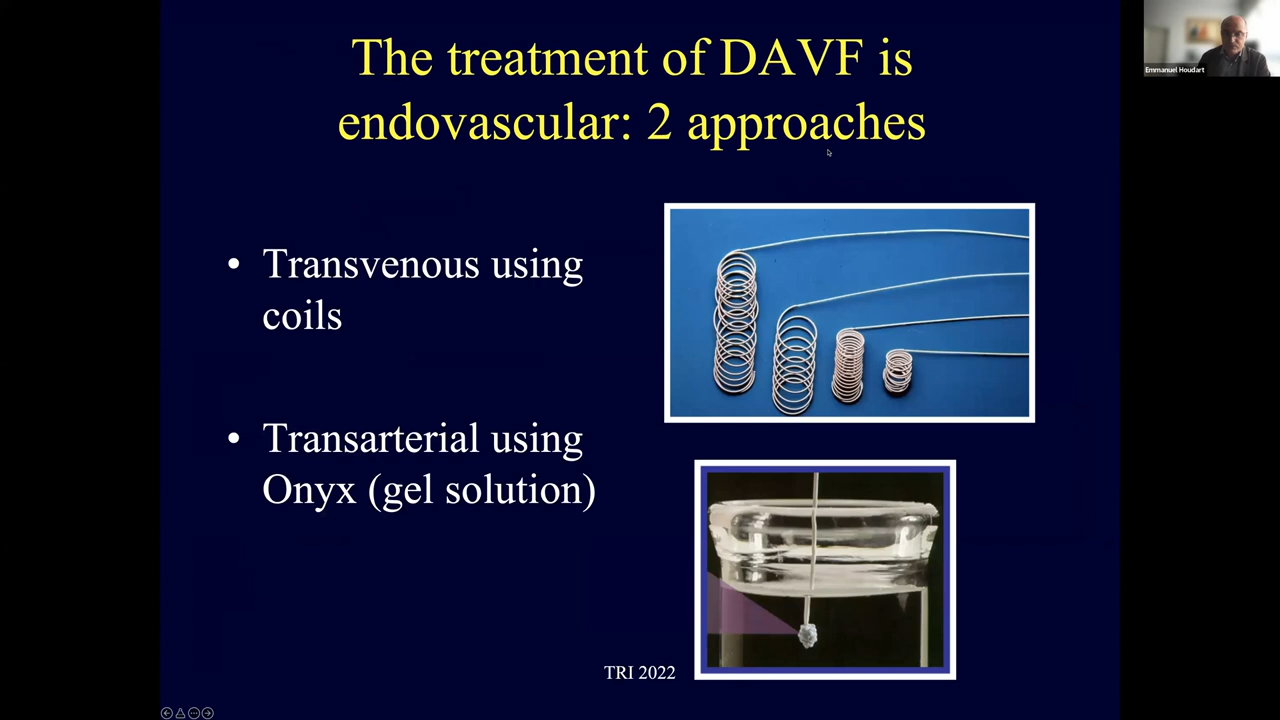 The treatment of DAVF is
endovascular: 2 approaches
Emmanuel Houdart
• Transvenous using
coils
• Transarterial using
Onyx (gel solution)
TRI 2022